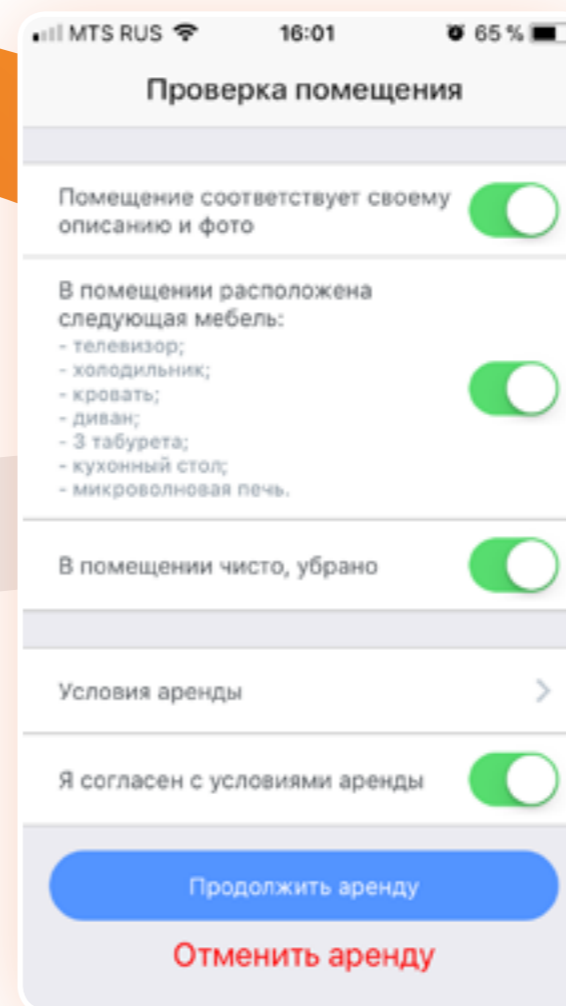 MTS RUS 16:01 65 %
Проверка помещения
Помещение соответствует своему
описанию и фото
В помещении расположена
следующая мебель:
- телевизор;
- холодильник;
- кровать;
- диван;
- 3 табурета;
- кухонный стол;
- микроволновая печь.
В помещении чисто, убрано
Условия аренды
Я согласен с условиями аренды
Продолжить аренду
Отменить аренду